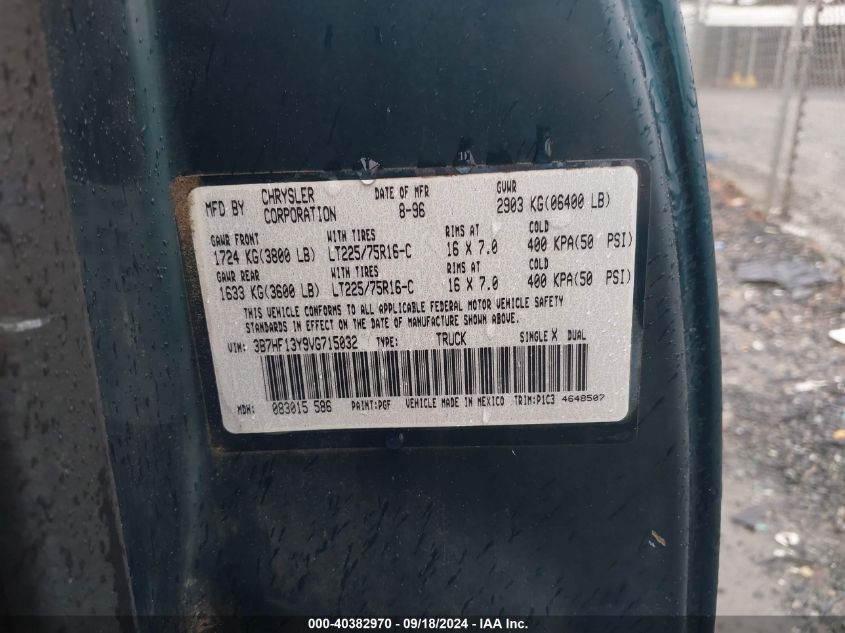 MFD BY CHRYSLER CORPORATION DATE OF MFR 8-96 GVWR 2903 KG(06400 LB)
GAWR FRONT WITH TIRES RIMS AT COLD
1724 KG(3800 LB) LT225/75R16-C 16 X 7.0 400 KPA(50 PSI)
GAWR REAR WITH TIRES RIMS AT COLD
1633 KG(3600 LB) LT225/75R16-C 16 X 7.0 400 KPA(50 PSI)
THIS VEHICLE CONFORMS TO ALL APPLICABLE FEDERAL MOTOR VEHICLE SAFETY
STANDARDS IN EFFECT ON THE DATE OF MANUFACTURE SHOWN ABOVE.
VIN: 3B7HF13Y9VG715032 TYPE: TRUCK SINGLE X DUAL
MDH: 083015 586 PAINT:PGF VEHICLE MADE IN MEXICO TRIM:P1C3 4648507
000-40382970 - 09/18/2024 - IAA, Inc.